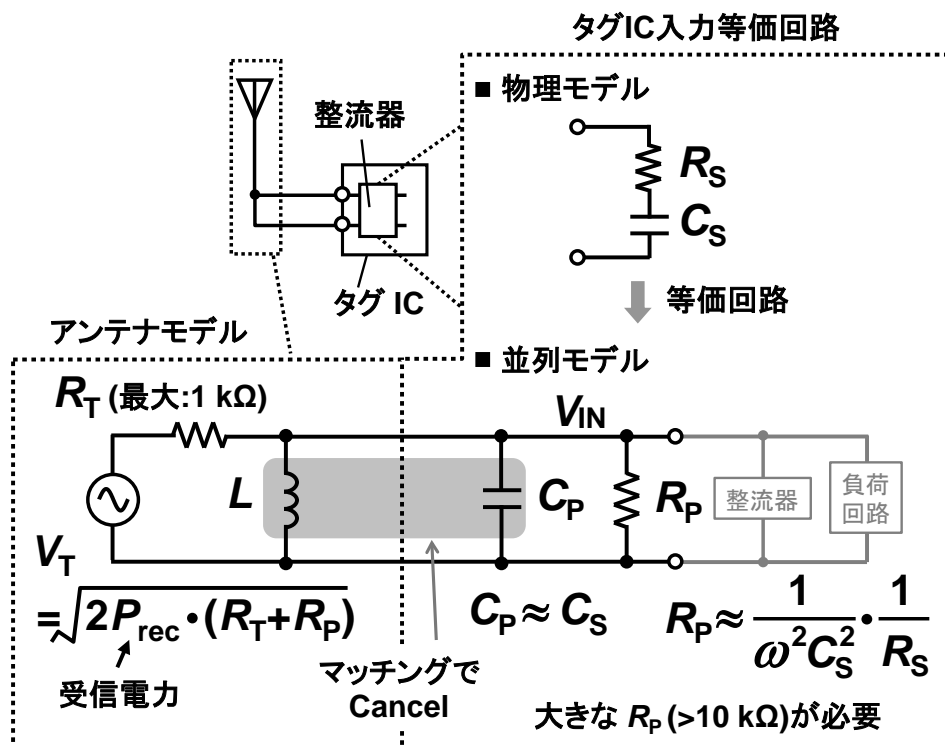 タグIC入力等価回路
■ 物理モデル
整流器
R_S
C_S
タグ IC
等価回路
アンテナモデル
■ 並列モデル
R_T (最大:1 kΩ)
V_IN
L
C_P
R_P
整流器
負荷
回路
V_T
=√2P_rec・(R_T+R_P)
C_P≈ C_S
R_P≈ 1/ω²C_S²・1/R_S
受信電力
マッチングで
Cancel
大きな R_P (>10 kΩ)が必要